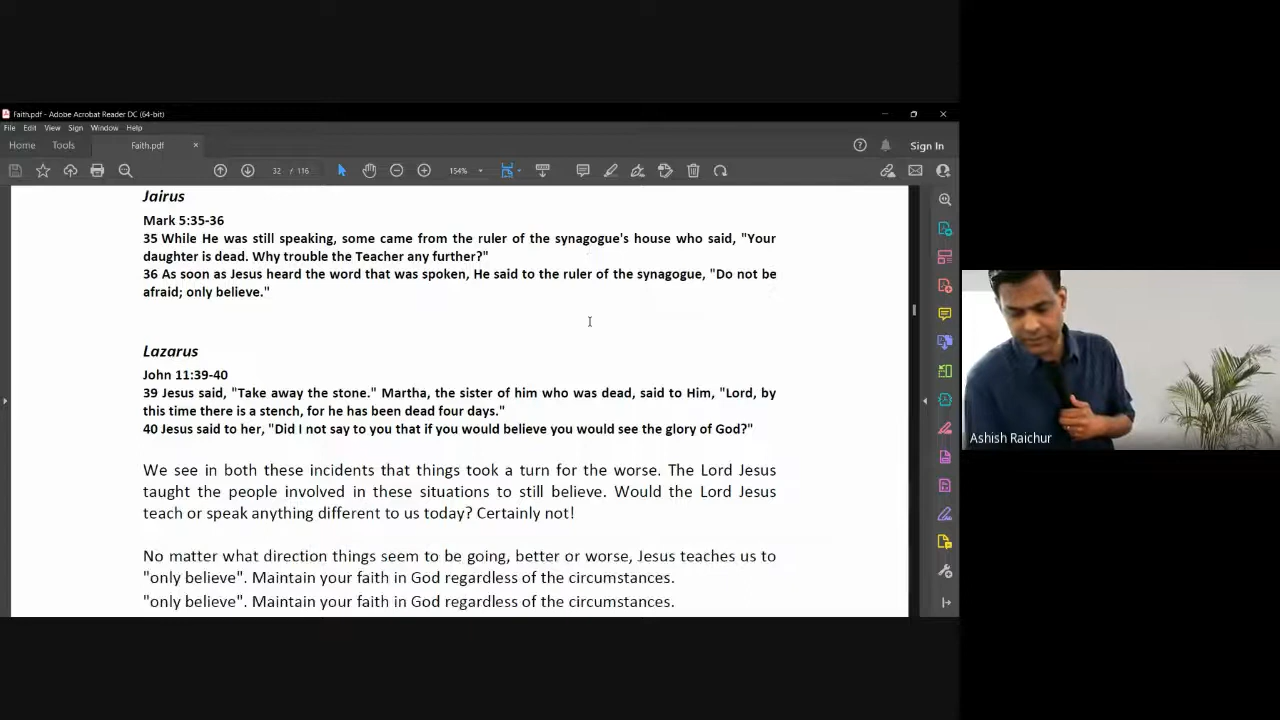 Faith.pdf - Adobe Acrobat Reader DC (64-bit)
File Edit View Sign Window Help
Home Tools Faith.pdf × Sign In
32 / 116 154%
Jairus
Mark 5:35-36
35 While He was still speaking, some came from the ruler of the synagogue's house who said, "Your
daughter is dead. Why trouble the Teacher any further?"
36 As soon as Jesus heard the word that was spoken, He said to the ruler of the synagogue, "Do not be
afraid; only believe."
Lazarus
John 11:39-40
39 Jesus said, "Take away the stone." Martha, the sister of him who was dead, said to Him, "Lord, by
this time there is a stench, for he has been dead four days."
40 Jesus said to her, "Did I not say to you that if you would believe you would see the glory of God?"
We see in both these incidents that things took a turn for the worse. The Lord Jesus
taught the people involved in these situations to still believe. Would the Lord Jesus
teach or speak anything different to us today? Certainly not!
No matter what direction things seem to be going, better or worse, Jesus teaches us to
"only believe". Maintain your faith in God regardless of the circumstances.
"only believe". Maintain your faith in God regardless of the circumstances.
Ashish Raichur